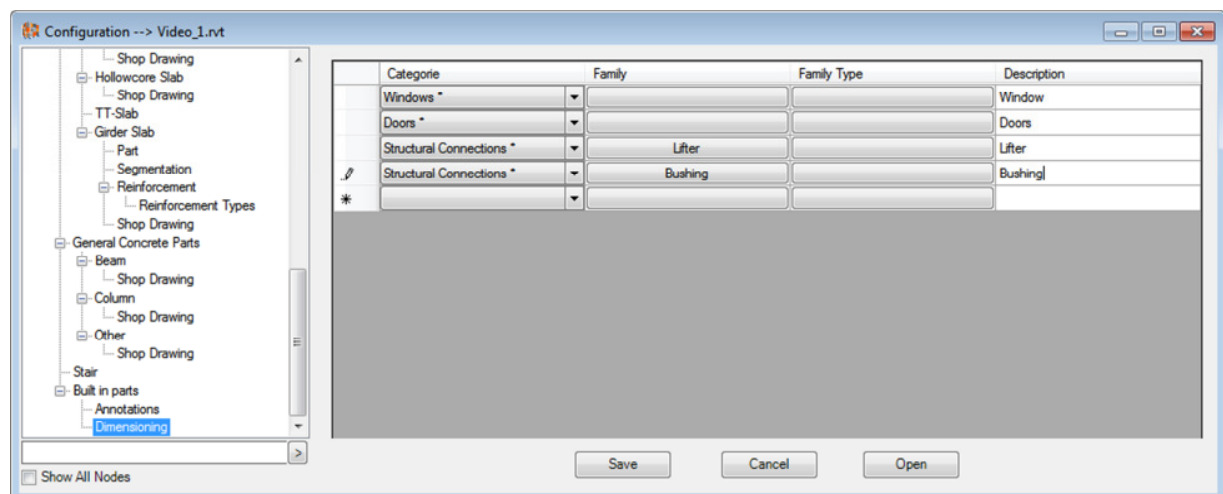 Configuration --> Video_1.rvt
Shop Drawing
Hollowcore Slab
Shop Drawing
TT-Slab
Girder Slab
Part
Segmentation
Reinforcement
Reinforcement Types
Shop Drawing
General Concrete Parts
Beam
Shop Drawing
Column
Shop Drawing
Other
Shop Drawing
Stair
Built in parts
Annotations
Dimensioning
>
Show All Nodes
Categorie Family Family Type Description
Windows * Window
Doors * Doors
Structural Connections * Lifter Lifter
Structural Connections * Bushing Bushing
Save Cancel Open